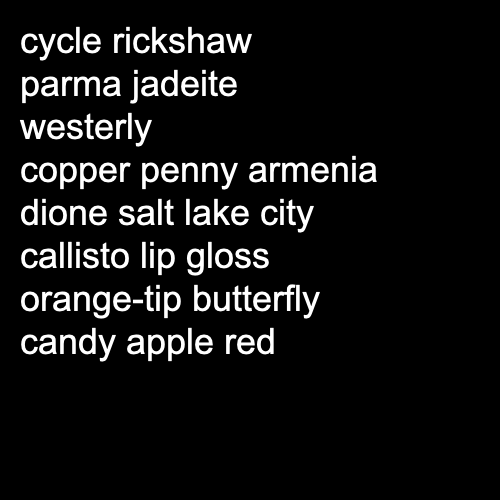 cycle rickshaw
parma jadeite
westerly
copper penny armenia
dione salt lake city
callisto lip gloss
orange-tip butterfly
candy apple red